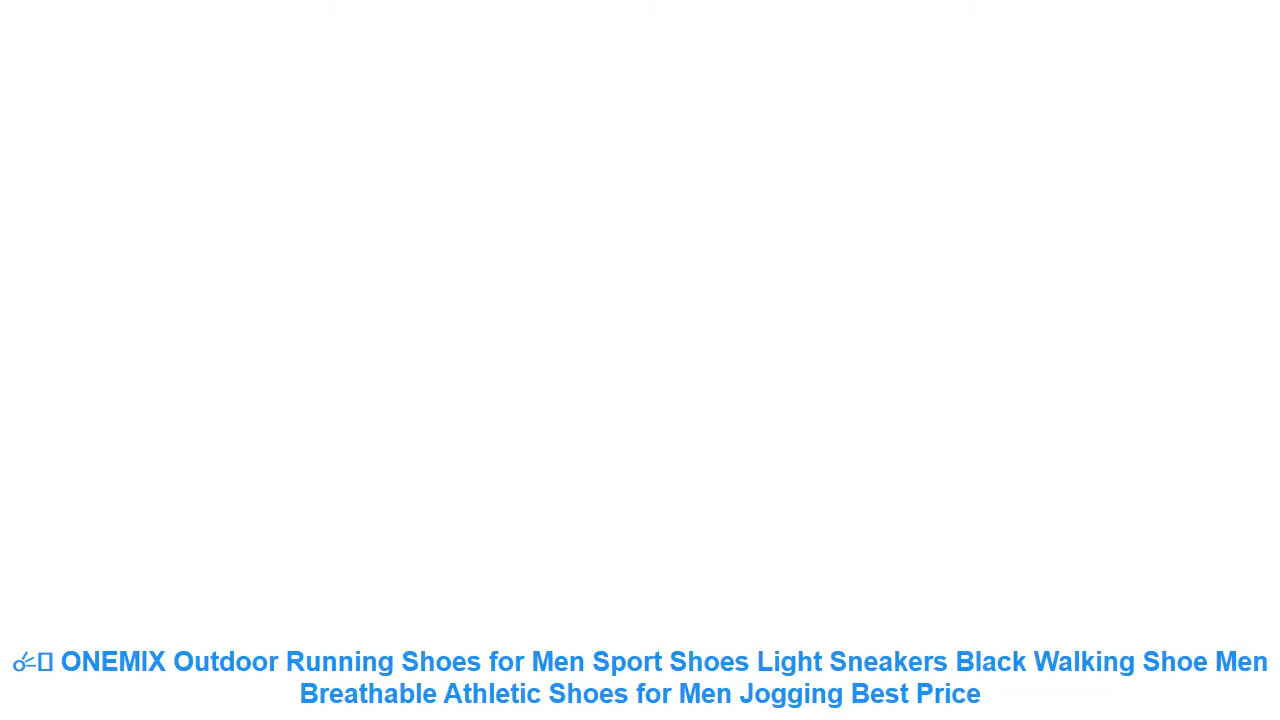 ONEMIX Outdoor Running Shoes for Men Sport Shoes Light Sneakers Black Walking Shoe Men
Breathable Athletic Shoes for Men Jogging Best Price